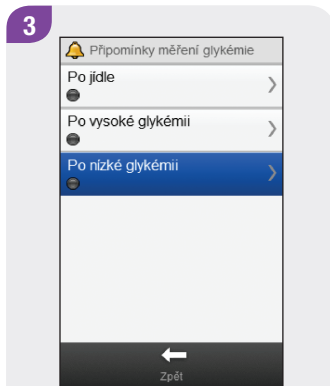 3
Připomínky měření glykémie
Po jídle
Po vysoké glykémii
Po nízké glykémii
Zpět